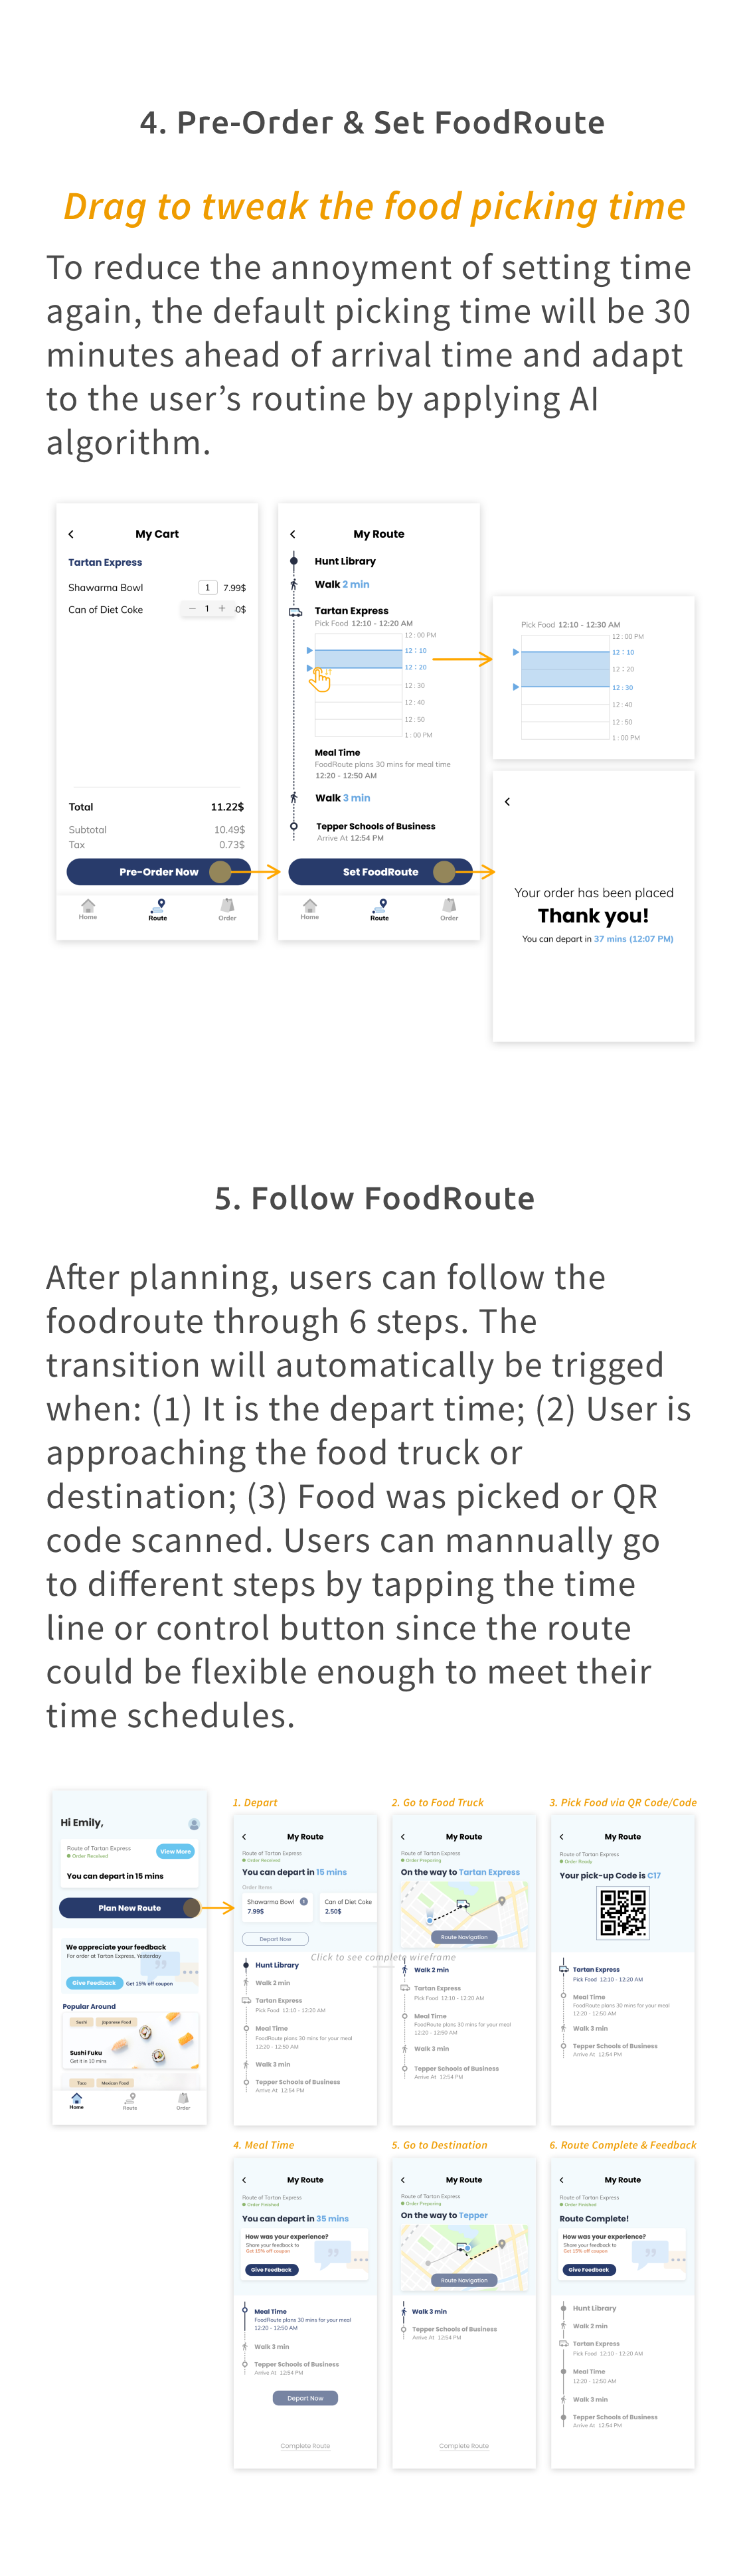 4. Pre-Order & Set FoodRoute
Drag to tweak the food picking time
To reduce the annoyment of setting time
again, the default picking time will be 30
minutes ahead of arrival time and adapt
to the user’s routine by applying AI
algorithm.
My Cart
Tartan Express
Shawarma Bowl 1 7.99$
Can of Diet Coke − 1 + 0$
Total 11.22$
Subtotal 10.49$
Tax 0.73$
Pre-Order Now
Home Route Order
My Route
Hunt Library
Walk 2 min
Tartan Express
Pick Food 12:10 - 12:20 AM
12 : 00 PM
12 : 10
12 : 20
12 : 30
12 : 40
12 : 50
1 : 00 PM
Meal Time
FoodRoute plans 30 mins for meal time
12:20 - 12:50 AM
Walk 3 min
Tepper Schools of Business
Arrive At 12:54 PM
Set FoodRoute
Home Route Order
Pick Food 12:10 - 12:30 AM
12 : 00 PM
12 : 10
12 : 20
12 : 30
12 : 40
12 : 50
1 : 00 PM
Your order has been placed
Thank you!
You can depart in 37 mins (12:07 PM)
5. Follow FoodRoute
After planning, users can follow the
foodroute through 6 steps. The
transition will automatically be trigged
when: (1) It is the depart time; (2) User is
approaching the food truck or
destination; (3) Food was picked or QR
code scanned. Users can mannually go
to different steps by tapping the time
line or control button since the route
could be flexible enough to meet their
time schedules.
Hi Emily,
Route of Tartan Express
Order Received
View More
You can depart in 15 mins
Plan New Route
We appreciate your feedback
For order at Tartan Express, Yesterday
Give Feedback Get 15% off coupon
Popular Around
Sushi Japanese Food
Sushi Fuku
Get it in 10 mins
Taco Mexican Food
Home Route Order
1. Depart
My Route
Route of Tartan Express
Order Received
You can depart in 15 mins
Order Items
Shawarma Bowl 1
7.99$
Can of Diet Coke
2.50$
Depart Now
Click to see complete wireframe
Hunt Library
Walk 2 min
Tartan Express
Pick Food 12:10 - 12:20 AM
Meal Time
FoodRoute plans 30 mins for your meal
12:20 - 12:50 AM
Walk 3 min
Tepper Schools of Business
Arrive At 12:54 PM
2. Go to Food Truck
My Route
Route of Tartan Express
Order Preparing
On the way to Tartan Express
Route Navigation
Walk 2 min
Tartan Express
Pick Food 12:10 - 12:20 AM
Meal Time
FoodRoute plans 30 mins for your meal
12:20 - 12:50 AM
Walk 3 min
Tepper Schools of Business
Arrive At 12:54 PM
3. Pick Food via QR Code/Code
My Route
Route of Tartan Express
Order Ready
Your pick-up Code is C17
Tartan Express
Pick Food 12:10 - 12:20 AM
Meal Time
FoodRoute plans 30 mins for your meal
12:20 - 12:50 AM
Walk 3 min
Tepper Schools of Business
Arrive At 12:54 PM
4. Meal Time
My Route
Route of Tartan Express
Order Finished
You can depart in 35 mins
How was your experience?
Share your feedback to
Get 15% off coupon
Give Feedback
Meal Time
FoodRoute plans 30 mins for your meal
12:20 - 12:50 AM
Walk 3 min
Tepper Schools of Business
Arrive At 12:54 PM
Depart Now
Complete Route
5. Go to Destination
My Route
Route of Tartan Express
Order Preparing
On the way to Tepper
Route Navigation
Walk 3 min
Tepper Schools of Business
Arrive At 12:54 PM
Complete Route
6. Route Complete & Feedback
My Route
Route of Tartan Express
Order Finished
Route Complete!
How was your experience?
Share your feedback to
Get 15% off coupon
Give Feedback
Hunt Library
Walk 2 min
Tartan Express
Pick Food 12:10 - 12:20 AM
Meal Time
12:20 - 12:50 AM
Walk 3 min
Tepper Schools of Business
Arrive At 12:54 PM